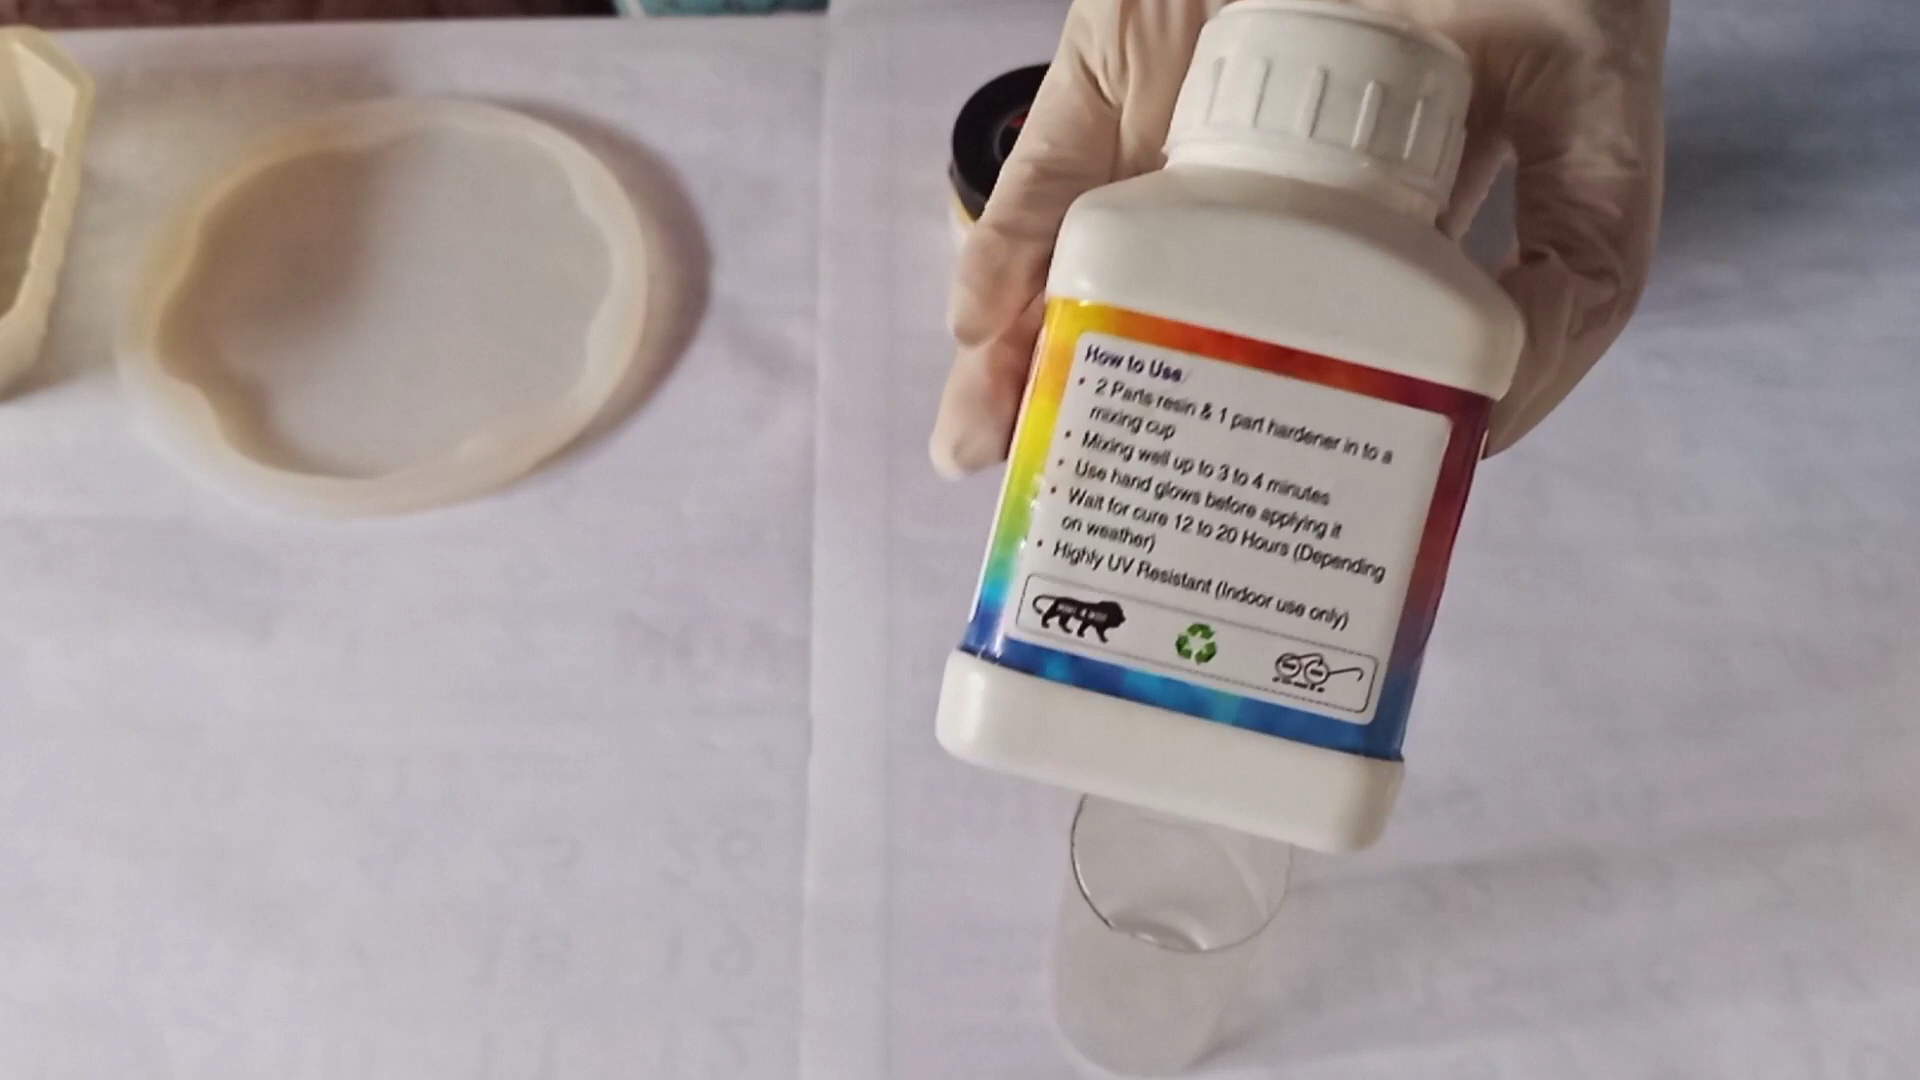 How to Use
• 2 Parts resin & 1 part hardener in to a
mixing cup
• Mixing well up to 3 to 4 minutes
• Use hand glows before applying it
• Wait for cure 12 to 20 Hours (Depending
on weather)
• Highly UV Resistant (Indoor use only)